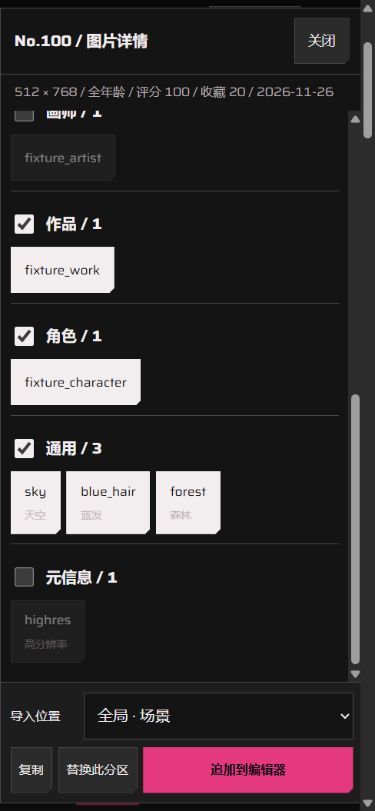 No.100 / 图片详情
关闭
512 × 768 / 全年龄 / 评分 100 / 收藏 20 / 2026-11-26
画师 / 1
fixture_artist
作品 / 1
fixture_work
角色 / 1
fixture_character
通用 / 3
sky blue_hair forest
天空 蓝发 森林
元信息 / 1
highres
高分辨率
导入位置 全局 · 场景
复制 替换此分区 追加到编辑器